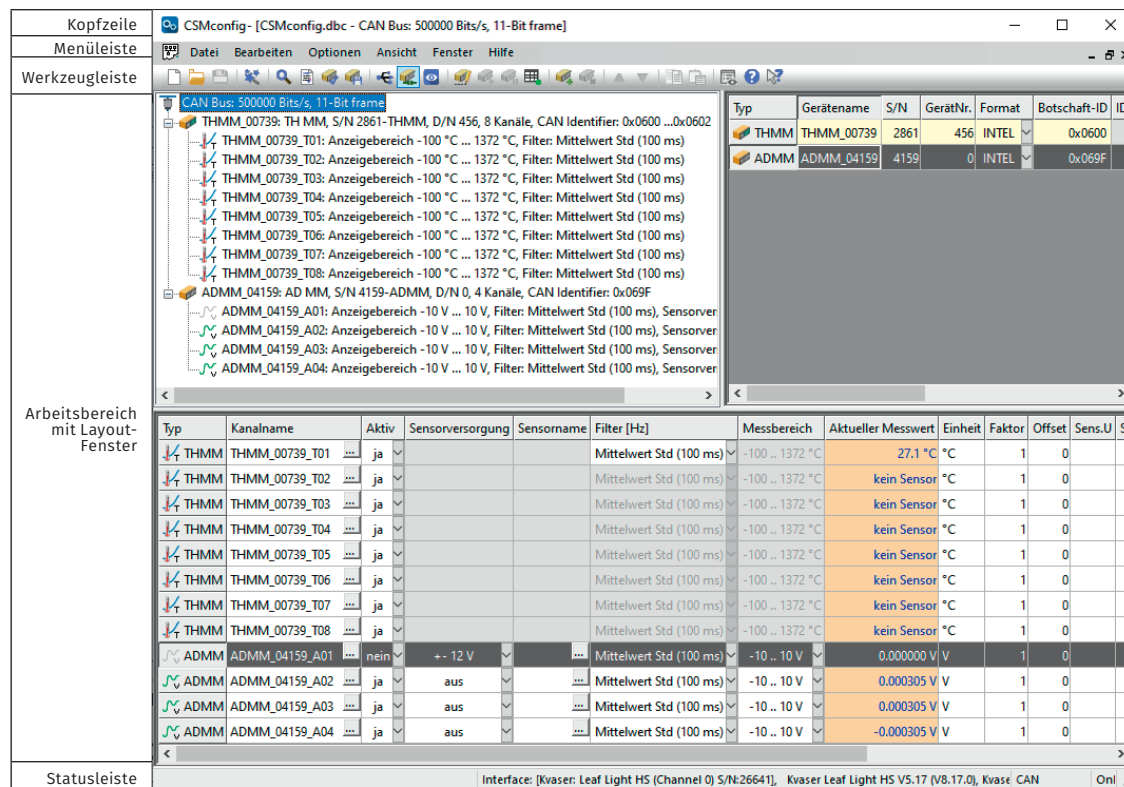 Kopfzeile
CSMconfig - [CSMconfig.dbc - CAN Bus: 500000 Bits/s, 11-Bit frame]
Menüleiste
Datei Bearbeiten Optionen Ansicht Fenster Hilfe
Werkzeugleiste
CAN Bus: 500000 Bits/s, 11-Bit frame
THMM_00739: TH MM, S/N 2861-THMM, D/N 456, 8 Kanäle, CAN Identifier: 0x0600 ...0x0602
THMM_00739_T01: Anzeigebereich -100 °C ... 1372 °C, Filter: Mittelwert Std (100 ms)
THMM_00739_T02: Anzeigebereich -100 °C ... 1372 °C, Filter: Mittelwert Std (100 ms)
THMM_00739_T03: Anzeigebereich -100 °C ... 1372 °C, Filter: Mittelwert Std (100 ms)
THMM_00739_T04: Anzeigebereich -100 °C ... 1372 °C, Filter: Mittelwert Std (100 ms)
THMM_00739_T05: Anzeigebereich -100 °C ... 1372 °C, Filter: Mittelwert Std (100 ms)
THMM_00739_T06: Anzeigebereich -100 °C ... 1372 °C, Filter: Mittelwert Std (100 ms)
THMM_00739_T07: Anzeigebereich -100 °C ... 1372 °C, Filter: Mittelwert Std (100 ms)
THMM_00739_T08: Anzeigebereich -100 °C ... 1372 °C, Filter: Mittelwert Std (100 ms)
ADMM_04159: AD MM, S/N 4159-ADMM, D/N 0, 4 Kanäle, CAN Identifier: 0x069F
ADMM_04159_A01: Anzeigebereich -10 V ... 10 V, Filter: Mittelwert Std (100 ms), Sensorver
ADMM_04159_A02: Anzeigebereich -10 V ... 10 V, Filter: Mittelwert Std (100 ms), Sensorver
ADMM_04159_A03: Anzeigebereich -10 V ... 10 V, Filter: Mittelwert Std (100 ms), Sensorver
ADMM_04159_A04: Anzeigebereich -10 V ... 10 V, Filter: Mittelwert Std (100 ms), Sensorver
Typ Gerätename S/N GerätNr. Format Botschaft-ID ID
THMM THMM_00739 2861 456 INTEL 0x0600
ADMM ADMM_04159 4159 0 INTEL 0x069F
Arbeitsbereich
mit Layout-
Fenster
Typ Kanalname Aktiv Sensorversorgung Sensorname Filter [Hz] Messbereich Aktueller Messwert Einheit Faktor Offset Sens.U S
THMM THMM_00739_T01 ... ja Mittelwert Std (100 ms) -100 .. 1372 °C 27.1 °C °C 1 0
THMM THMM_00739_T02 ... ja Mittelwert Std (100 ms) -100 .. 1372 °C kein Sensor °C 1 0
THMM THMM_00739_T03 ... ja Mittelwert Std (100 ms) -100 .. 1372 °C kein Sensor °C 1 0
THMM THMM_00739_T04 ... ja Mittelwert Std (100 ms) -100 .. 1372 °C kein Sensor °C 1 0
THMM THMM_00739_T05 ... ja Mittelwert Std (100 ms) -100 .. 1372 °C kein Sensor °C 1 0
THMM THMM_00739_T06 ... ja Mittelwert Std (100 ms) -100 .. 1372 °C kein Sensor °C 1 0
THMM THMM_00739_T07 ... ja Mittelwert Std (100 ms) -100 .. 1372 °C kein Sensor °C 1 0
THMM THMM_00739_T08 ... ja Mittelwert Std (100 ms) -100 .. 1372 °C kein Sensor °C 1 0
ADMM ADMM_04159_A01 ... nein +- 12 V ... Mittelwert Std (100 ms) -10 .. 10 V 0.000000 V V 1 0
ADMM ADMM_04159_A02 ... ja aus ... Mittelwert Std (100 ms) -10 .. 10 V 0.000305 V V 1 0
ADMM ADMM_04159_A03 ... ja aus ... Mittelwert Std (100 ms) -10 .. 10 V 0.000305 V V 1 0
ADMM ADMM_04159_A04 ... ja aus ... Mittelwert Std (100 ms) -10 .. 10 V -0.000305 V V 1 0
Statusleiste
Interface: [Kvaser: Leaf Light HS (Channel 0) S/N:26641], Kvaser Leaf Light HS V5.17 (V8.17.0), Kvase CAN Onl